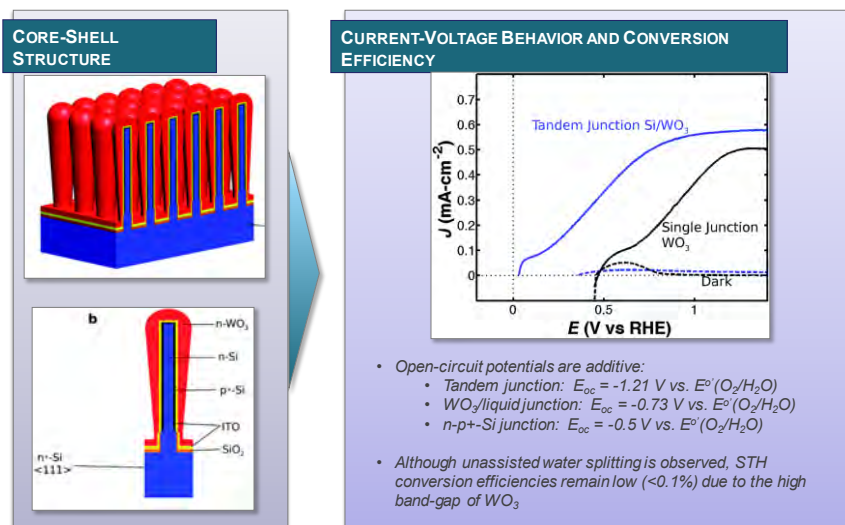 CORE-SHELL
STRUCTURE
b
n-WO₃
n-Si
p⁺-Si
ITO
SiO₂
n⁺-Si
<111>
CURRENT-VOLTAGE BEHAVIOR AND CONVERSION
EFFICIENCY
J (mA-cm⁻²)
0.7
0.6
0.5
0.4
0.3
0.2
0.1
0
Tandem Junction Si/WO₃
Single Junction
WO₃
Dark
0 0.5 1
E (V vs RHE)
• Open-circuit potentials are additive:
• Tandem junction: Eoc = -1.21 V vs. Eº'(O₂/H₂O)
• WO₃/liquid junction: Eoc = -0.73 V vs. Eº'(O₂/H₂O)
• n-p+-Si junction: Eoc = -0.5 V vs. Eº'(O₂/H₂O)
• Although unassisted water splitting is observed, STH
conversion efficiencies remain low (<0.1%) due to the high
band-gap of WO₃